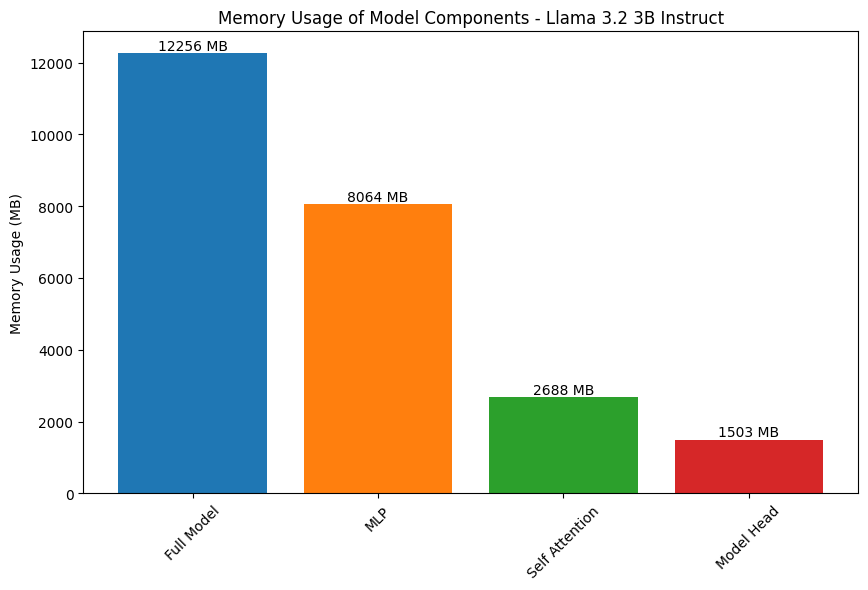 Memory Usage of Model Components - Llama 3.2 3B Instruct
12256 MB
8064 MB
2688 MB
1503 MB
Memory Usage (MB)
12000
10000
8000
6000
4000
2000
0
Full Model
MLP
Self Attention
Model Head